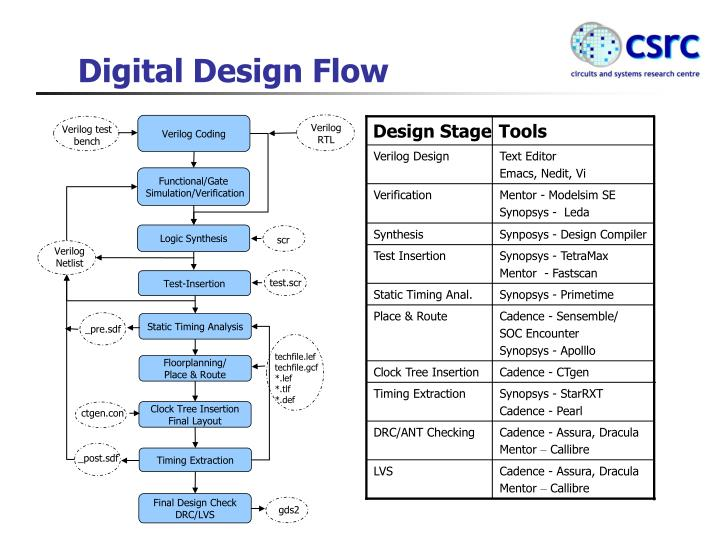 csrc
circuits and systems research centre
Digital Design Flow
Verilog test
bench
Verilog Coding
Verilog
RTL
Functional/Gate
Simulation/Verification
Logic Synthesis
scr
Verilog
Netlist
Test-Insertion
test.scr
_pre.sdf
Static Timing Analysis
Floorplanning/
Place & Route
techfile.lef
techfile.gcf
*.lef
*.tlf
*.def
ctgen.con
Clock Tree Insertion
Final Layout
_post.sdf
Timing Extraction
Final Design Check
DRC/LVS
gds2
Design Stage Tools
Verilog Design Text Editor
Emacs, Nedit, Vi
Verification Mentor - Modelsim SE
Synopsys - Leda
Synthesis Synposys - Design Compiler
Test Insertion Synopsys - TetraMax
Mentor - Fastscan
Static Timing Anal. Synopsys - Primetime
Place & Route Cadence - Sensemble/
SOC Encounter
Synopsys - Apolllo
Clock Tree Insertion Cadence - CTgen
Timing Extraction Synopsys - StarRXT
Cadence - Pearl
DRC/ANT Checking Cadence - Assura, Dracula
Mentor – Callibre
LVS Cadence - Assura, Dracula
Mentor – Callibre